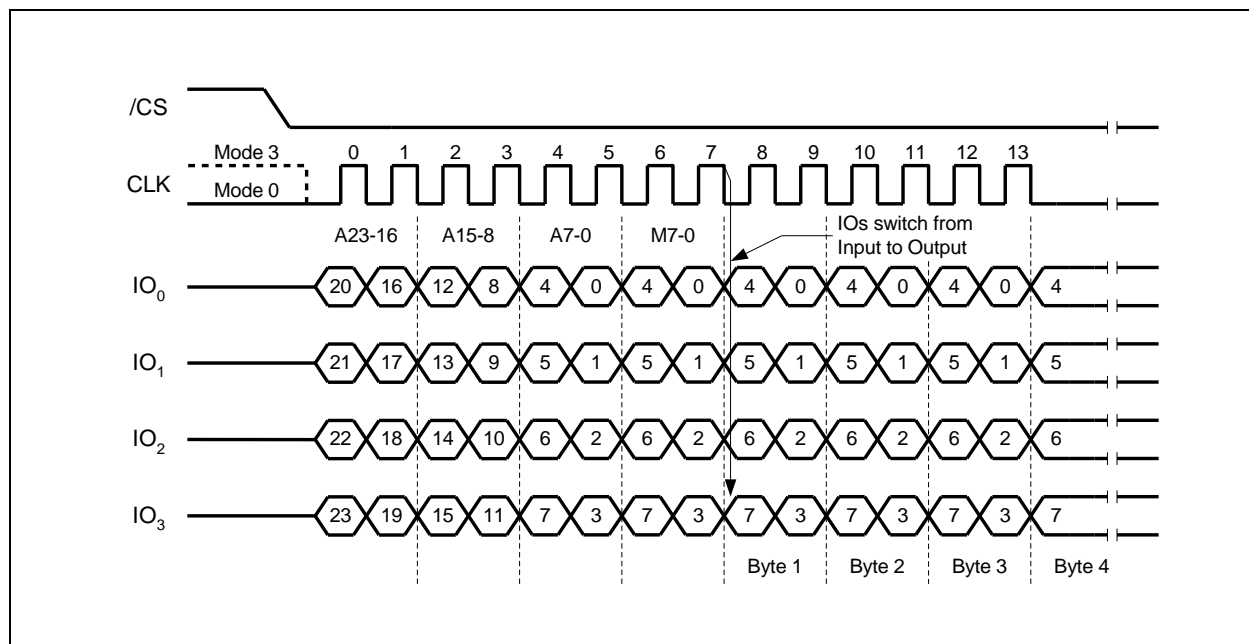 /CS
Mode 3 0 1 2 3 4 5 6 7 8 9 10 11 12 13
CLK
Mode 0
A23-16 A15-8 A7-0 M7-0 IOs switch from
Input to Output
IO0 20 16 12 8 4 0 4 0 4 0 4 0 4 0 4
IO1 21 17 13 9 5 1 5 1 5 1 5 1 5 1 5
IO2 22 18 14 10 6 2 6 2 6 2 6 2 6 2 6
IO3 23 19 15 11 7 3 7 3 7 3 7 3 7 3 7
Byte 1 Byte 2 Byte 3 Byte 4